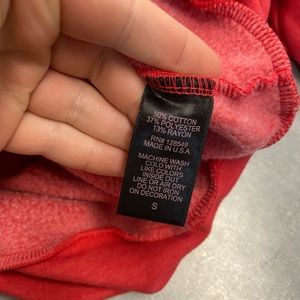 50% COTTON
37% POLYESTER
13% RAYON
RN# 128549
MADE IN U.S.A.
MACHINE WASH
COLD WITH
LIKE COLORS
INSIDE OUT
LINE OR AIR DRY
DO NOT IRON
ON DECORATION
S